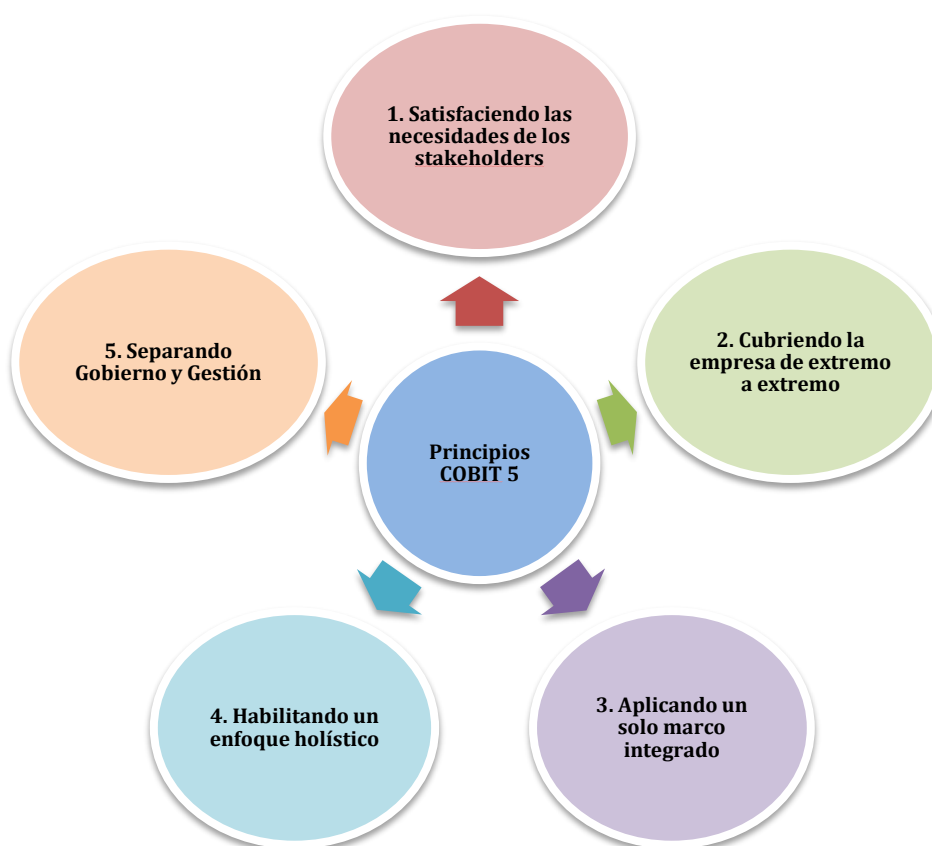 1. Satisfaciendo las
necesidades de los
stakeholders
2. Cubriendo la
empresa de extremo
a extremo
3. Aplicando un
solo marco
integrado
4. Habilitando un
enfoque holístico
5. Separando
Gobierno y Gestión
Principios
COBIT 5